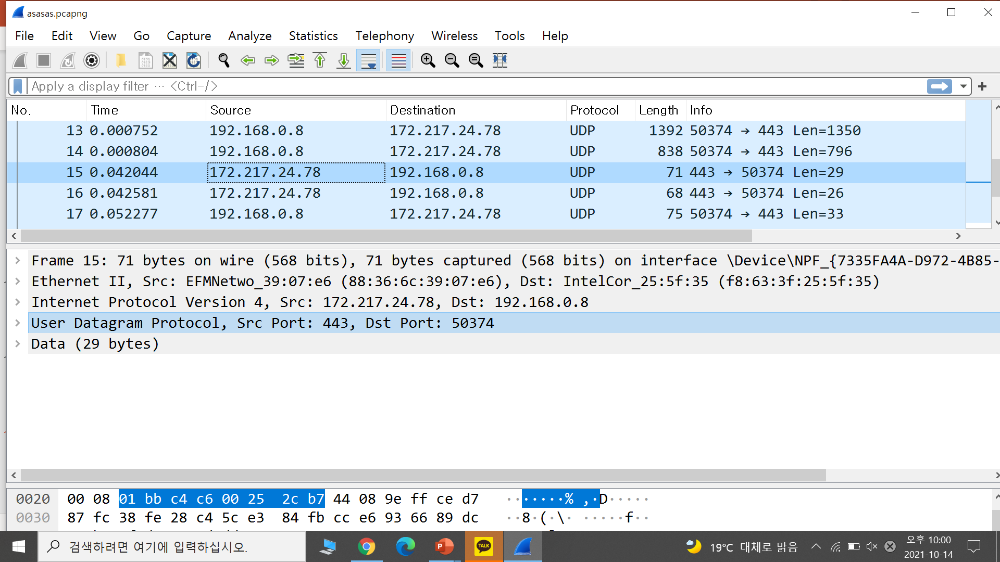 asasas.pcapng
File Edit View Go Capture Analyze Statistics Telephony Wireless Tools Help
Apply a display filter ··· <Ctrl-/>
No. Time Source Destination Protocol Length Info
13 0.000752 192.168.0.8 172.217.24.78 UDP 1392 50374 → 443 Len=1350
14 0.000804 192.168.0.8 172.217.24.78 UDP 838 50374 → 443 Len=796
15 0.042044 172.217.24.78 192.168.0.8 UDP 71 443 → 50374 Len=29
16 0.042581 172.217.24.78 192.168.0.8 UDP 68 443 → 50374 Len=26
17 0.052277 192.168.0.8 172.217.24.78 UDP 75 50374 → 443 Len=33
Frame 15: 71 bytes on wire (568 bits), 71 bytes captured (568 bits) on interface \Device\NPF_{7335FA4A-D972-4B85-
Ethernet II, Src: EFMNetwo_39:07:e6 (88:36:6c:39:07:e6), Dst: IntelCor_25:5f:35 (f8:63:3f:25:5f:35)
Internet Protocol Version 4, Src: 172.217.24.78, Dst: 192.168.0.8
User Datagram Protocol, Src Port: 443, Dst Port: 50374
Data (29 bytes)
0020 00 08 01 bb c4 c6 00 25 2c b7 44 08 9e ff ce d7 ·······% ,·D·····
0030 87 fc 38 fe 28 c4 5c e3 84 fb cc e6 93 66 89 dc ··8·(·\· ·····f··
검색하려면 여기에 입력하십시오.
TALK
19°C 대체로 맑음
오후 10:00
2021-10-14